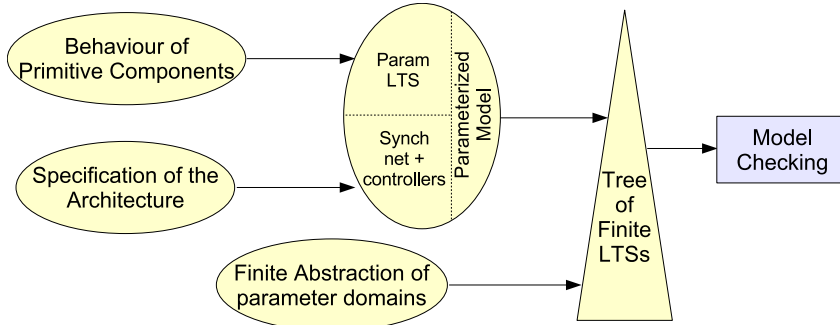 Behaviour of
Primitive Components
Param
LTS
Synch
net +
controllers
Parameterized
Model
Specification of the
Architecture
Finite Abstraction of
parameter domains
Tree
of
Finite
LTSs
Model
Checking